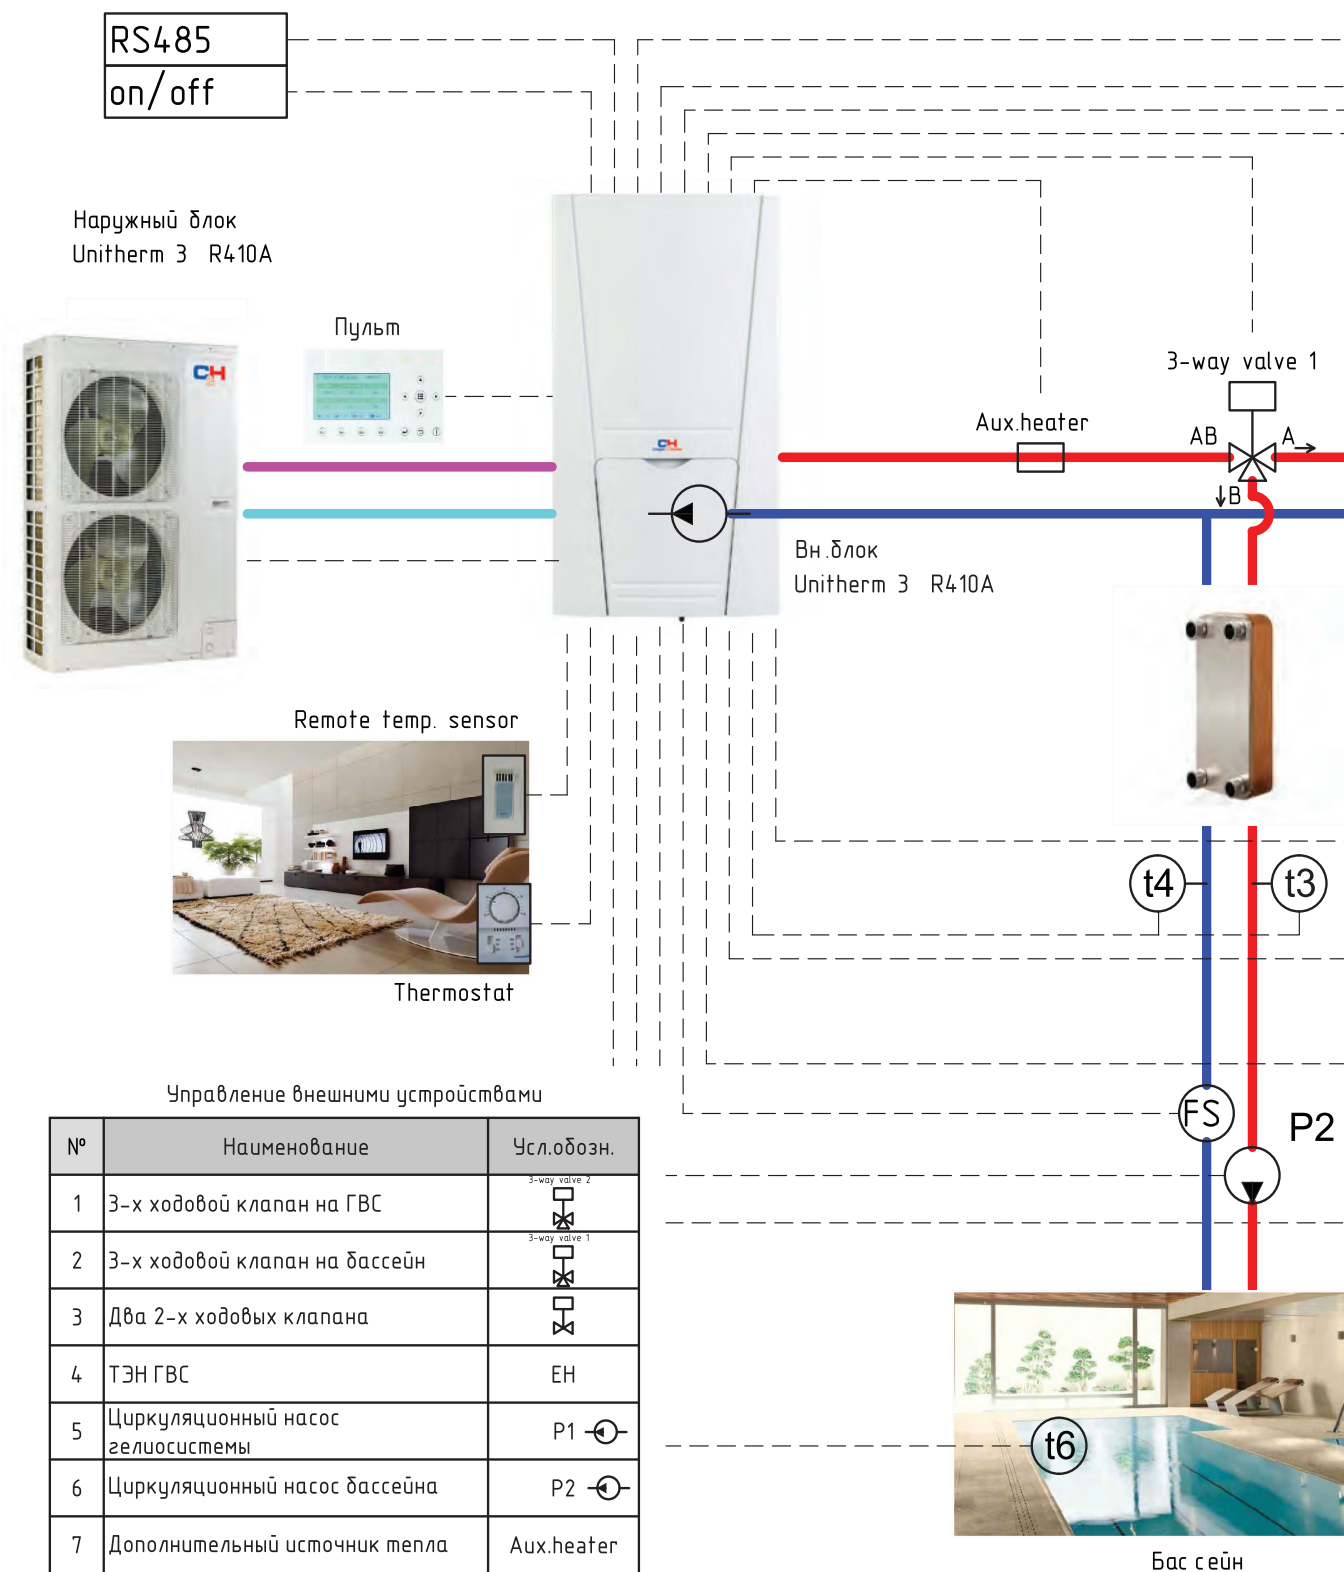 RS485
on/off
Наружный блок
Unitherm 3 R410A
Пульт
CH
CH
3-way valve 1
Aux.heater
AB
A
B
Вн.блок
Unitherm 3 R410A
Remote temp. sensor
Thermostat
t4
t3
FS
P2
t6
Бассейн
Управление внешними устройствами
№ Наименование Усл.обозн.
1 3-х ходовой клапан на ГВС 3-way valve 2
2 3-х ходовой клапан на бассейн 3-way valve 1
3 Два 2-х ходовых клапана
4 ТЭН ГВС EH
5 Циркуляционный насос
гелиосистемы P1
6 Циркуляционный насос бассейна P2
7 Дополнительный источник тепла Aux.heater